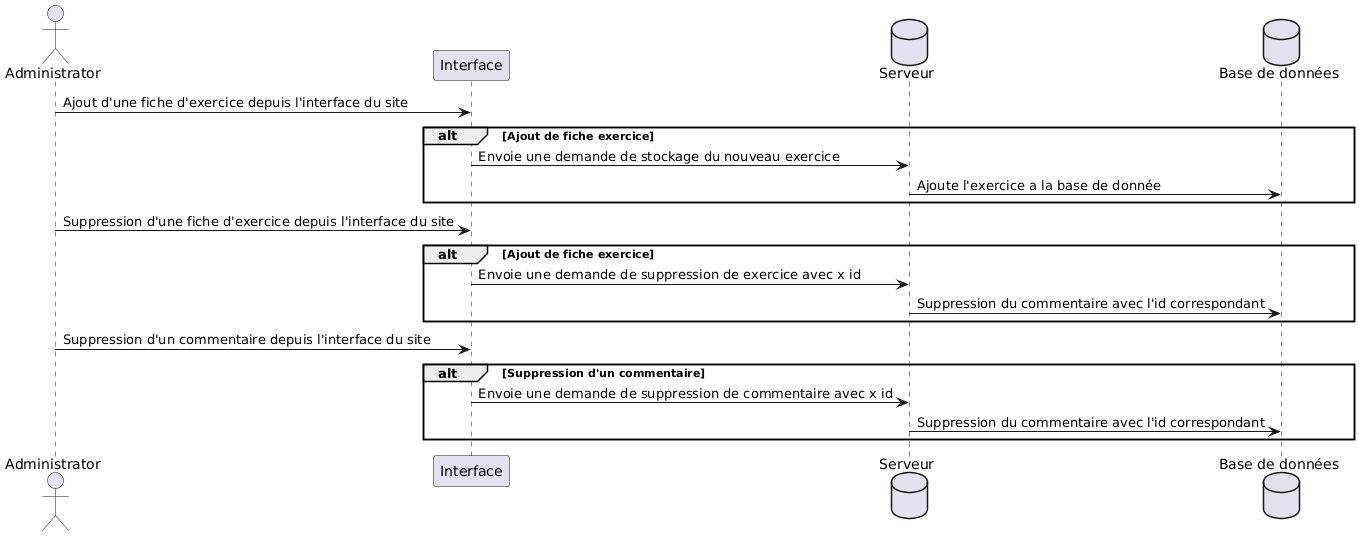 Administrator
Interface
Serveur
Base de données
Ajout d'une fiche d'exercice depuis l'interface du site
alt [Ajout de fiche exercice]
Envoie une demande de stockage du nouveau exercice
Ajoute l'exercice a la base de donnée
Suppression d'une fiche d'exercice depuis l'interface du site
alt [Ajout de fiche exercice]
Envoie une demande de suppression de exercice avec x id
Suppression du commentaire avec l'id correspondant
Suppression d'un commentaire depuis l'interface du site
alt [Suppression d'un commentaire]
Envoie une demande de suppression de commentaire avec x id
Suppression du commentaire avec l'id correspondant
Administrator
Interface
Serveur
Base de données